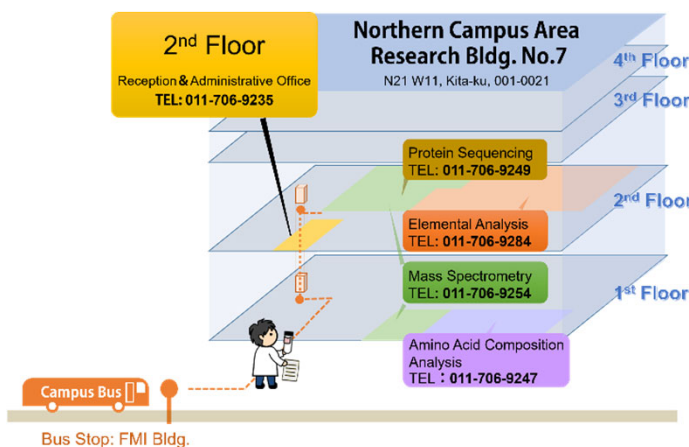 2nd Floor
Reception & Administrative Office
TEL: 011-706-9235
Northern Campus Area
Research Bldg. No.7
N21 W11, Kita-ku, 001-0021
4th Floor
3rd Floor
Protein Sequencing
TEL: 011-706-9249
2nd Floor
Elemental Analysis
TEL: 011-706-9284
Mass Spectrometry
TEL: 011-706-9254
1st Floor
Amino Acid Composition
Analysis
TEL：011-706-9247
Campus Bus
Bus Stop: FMI Bldg.